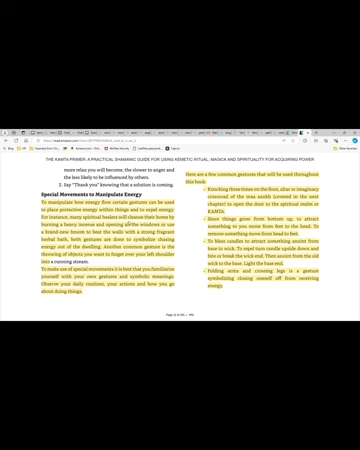 THE KAMTA PRIMER: A PRACTICAL SHAMANIC GUIDE FOR USING KEMETIC RITUAL, MAGICK AND SPIRITUALITY FOR ACQUIRING POWER
more relax you will become, the slower to anger and
the less likely to be influenced by others.
2. Say "Thank you" knowing that a solution is coming.
Special Movements to Manipulate Energy
To manipulate how energy flow certain gestures can be used
to place protective energy within things and to expel energy.
For instance, many spiritual healers will cleanse their home by
burning a heavy incense and opening all the windows or use
a brand-new broom to beat the walls with a strong fragrant
herbal bath, both gestures are done to symbolize chasing
energy out of the dwelling. Another common gesture is the
throwing of objects you want to forget over your left shoulder
into a running stream.
To make use of special movements it is best that you familiarize
yourself with your own gestures and symbolic meanings.
Observe your daily routines, your actions and how you go
about doing things.
Here are a few common gestures that will be used throughout
this book:
- Knocking three times on the floor, altar or imaginary
crossroad of the maa aankh (covered in the next
chapter) to open the door to the spiritual realm or
KAMTA.
- Since things grow from bottom up, to attract
something to you move from feet to the head. To
remove something move from head to feet.
- To bless candles to attract something anoint from
base to wick. To repel turn candle upside down and
bite or break the wick end. Then anoint from the old
wick to the base. Light the base end.
- Folding arms and crossing legs is a gesture
symbolizing closing oneself off from receiving
energy.